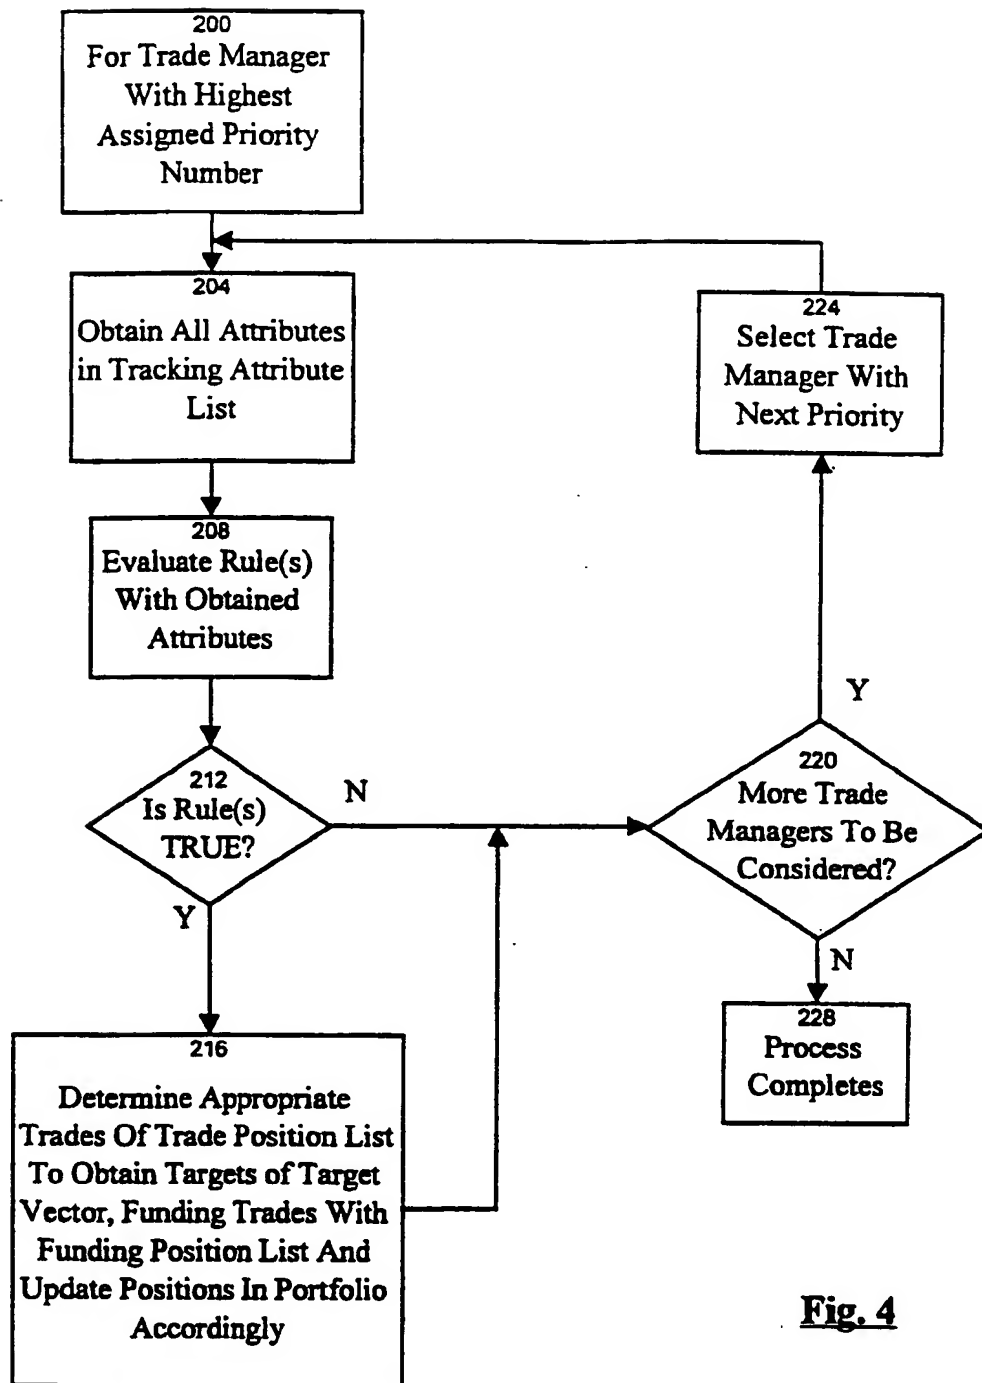 200
For Trade Manager
With Highest
Assigned Priority
Number
204
Obtain All Attributes
in Tracking Attribute
List
208
Evaluate Rule(s)
With Obtained
Attributes
212
Is Rule(s)
TRUE?
N
Y
216
Determine Appropriate
Trades Of Trade Position List
To Obtain Targets of Target
Vector, Funding Trades With
Funding Position List And
Update Positions In Portfolio
Accordingly
224
Select Trade
Manager With
Next Priority
Y
220
More Trade
Managers To Be
Considered?
N
228
Process
Completes
Fig. 4